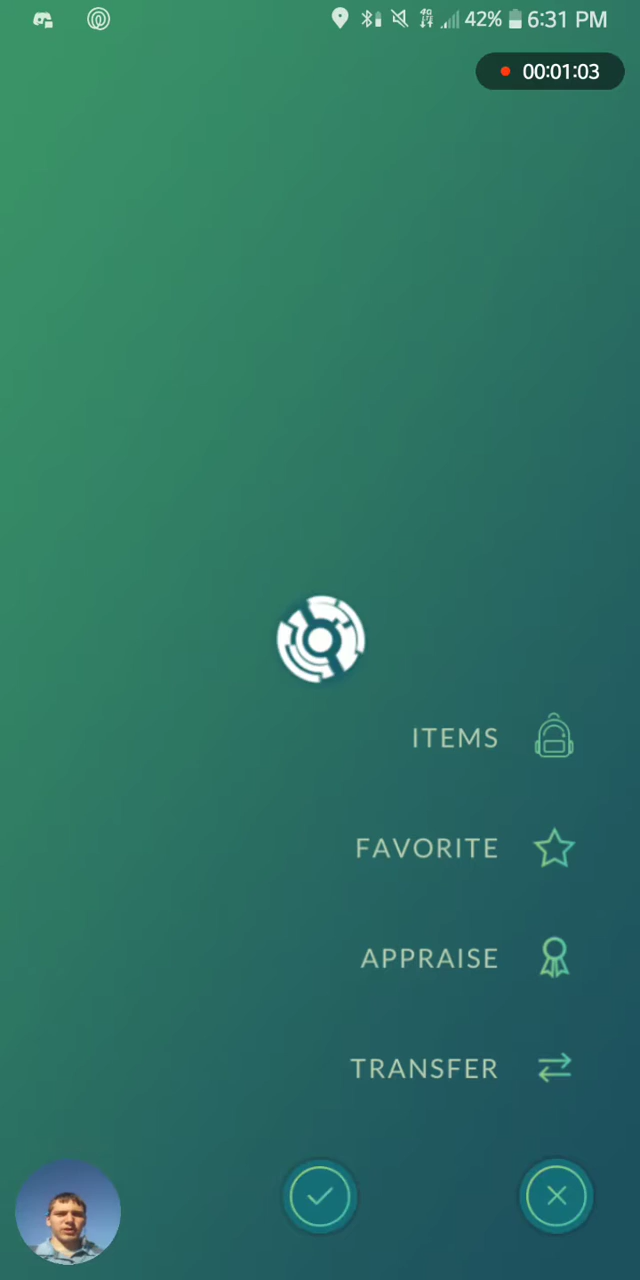 42% 6:31 PM
00:01:03
ITEMS
FAVORITE
APPRAISE
TRANSFER